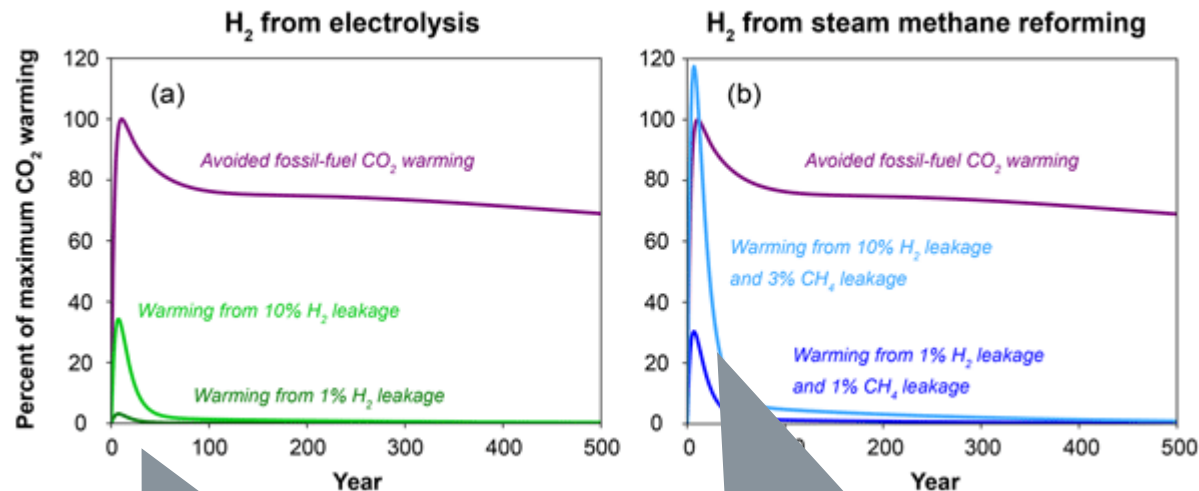 H₂ from electrolysis
Percent of maximum CO₂ warming
120
100
80
60
40
20
0
(a)
Avoided fossil-fuel CO₂ warming
Warming from 10% H₂ leakage
Warming from 1% H₂ leakage
0 100 200 300 400 500
Year
H₂ from steam methane reforming
120
100
80
60
40
20
0
(b)
Avoided fossil-fuel CO₂ warming
Warming from 10% H₂ leakage
and 3% CH₄ leakage
Warming from 1% H₂ leakage
and 1% CH₄ leakage
0 200 300 400 500
Year